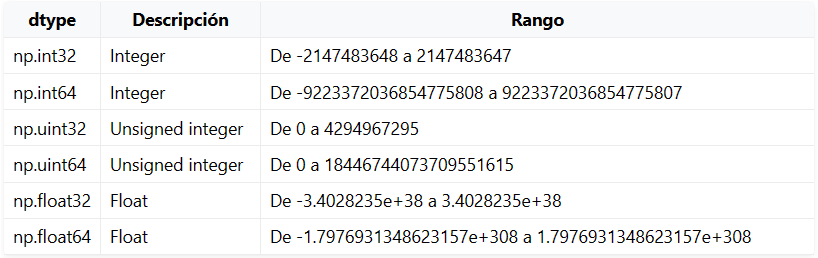 dtype Descripción Rango
np.int32 Integer De -2147483648 a 2147483647
np.int64 Integer De -9223372036854775808 a 9223372036854775807
np.uint32 Unsigned integer De 0 a 4294967295
np.uint64 Unsigned integer De 0 a 18446744073709551615
np.float32 Float De -3.4028235e+38 a 3.4028235e+38
np.float64 Float De -1.7976931348623157e+308 a 1.7976931348623157e+308